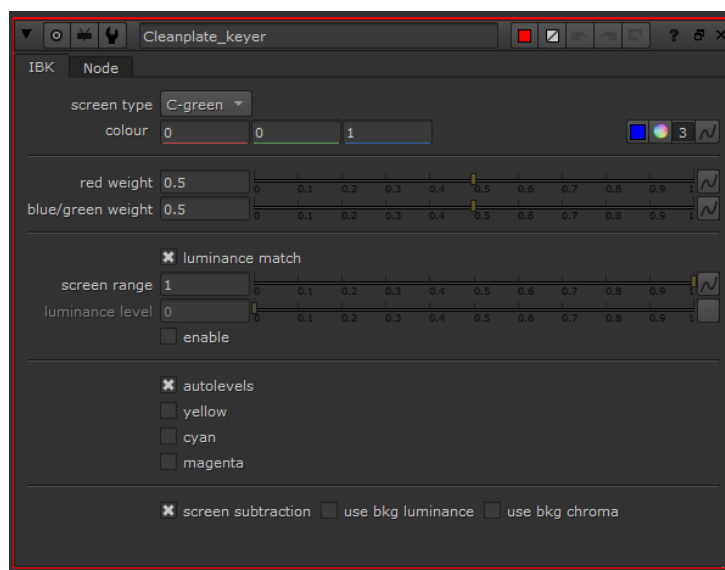 Cleanplate_keyer ?
IBK Node
screen type C-green
colour 0 0 1 3
red weight 0.5 0 0.1 0.2 0.3 0.4 0.5 0.6 0.7 0.8 0.9 1
blue/green weight 0.5 0 0.1 0.2 0.3 0.4 0.5 0.6 0.7 0.8 0.9 1
luminance match
screen range 1 0 0.1 0.2 0.3 0.4 0.5 0.6 0.7 0.8 0.9 1
luminance level 0 0 0.1 0.2 0.3 0.4 0.5 0.6 0.7 0.8 0.9 1
enable
autolevels
yellow
cyan
magenta
screen subtraction use bkg luminance use bkg chroma